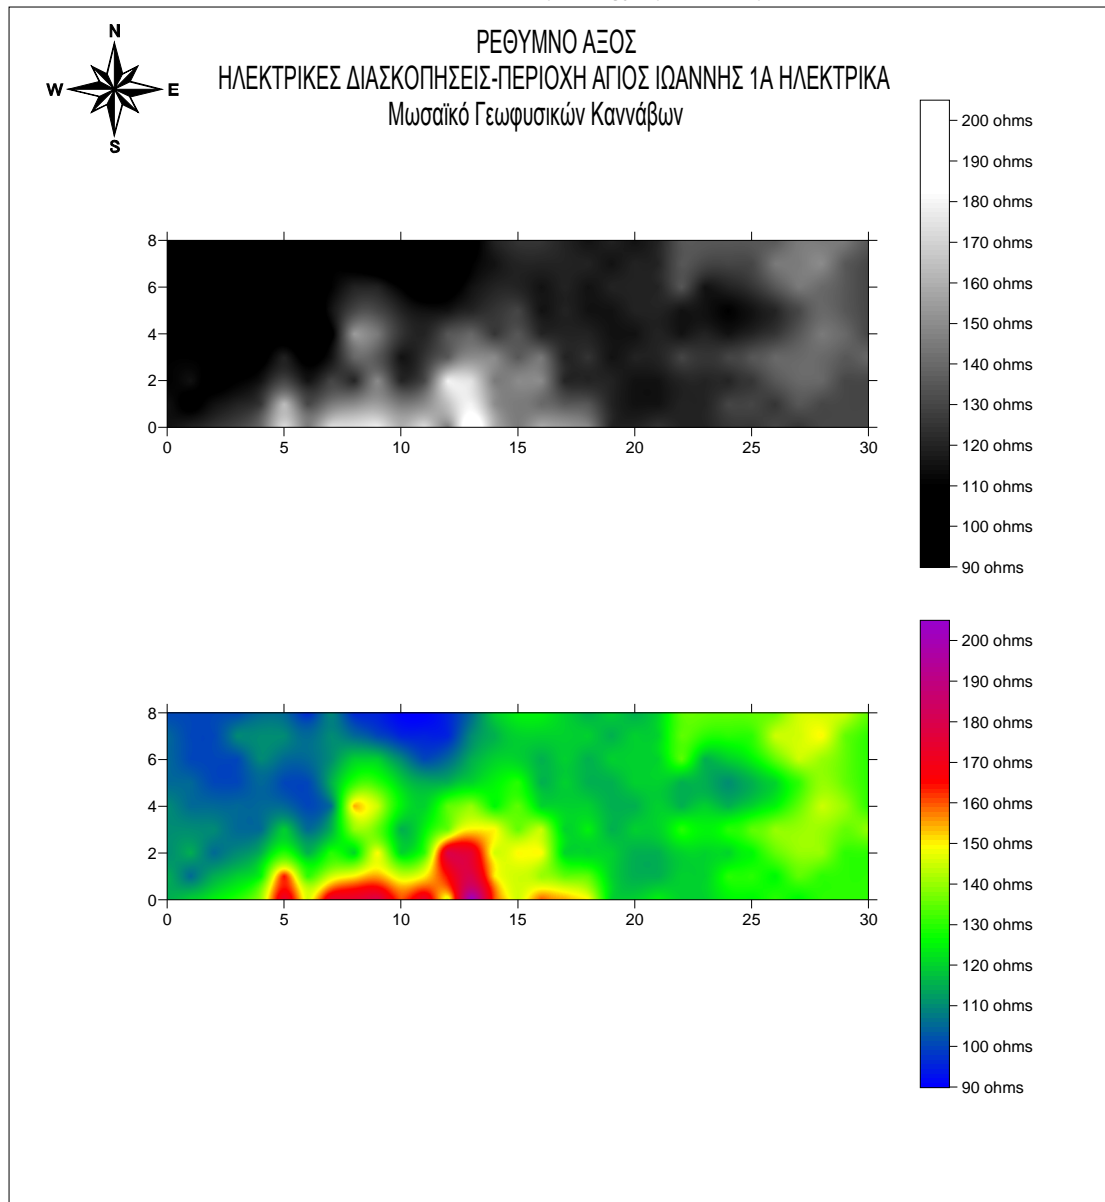 N
W E
S
ΡΕΘΥΜΝΟ ΑΞΟΣ
ΗΛΕΚΤΡΙΚΕΣ ΔΙΑΣΚΟΠΗΣΕΙΣ-ΠΕΡΙΟΧΗ ΑΓΙΟΣ ΙΩΑΝΝΗΣ 1Α ΗΛΕΚΤΡΙΚΑ
Μωσαϊκό Γεωφυσικών Καννάβων
200 ohms
190 ohms
180 ohms
170 ohms
160 ohms
150 ohms
140 ohms
130 ohms
120 ohms
110 ohms
100 ohms
90 ohms
8
6
4
2
0
0 5 10 15 20 25 30
200 ohms
190 ohms
180 ohms
170 ohms
160 ohms
150 ohms
140 ohms
130 ohms
120 ohms
110 ohms
100 ohms
90 ohms
8
6
4
2
0
0 5 10 15 20 25 30